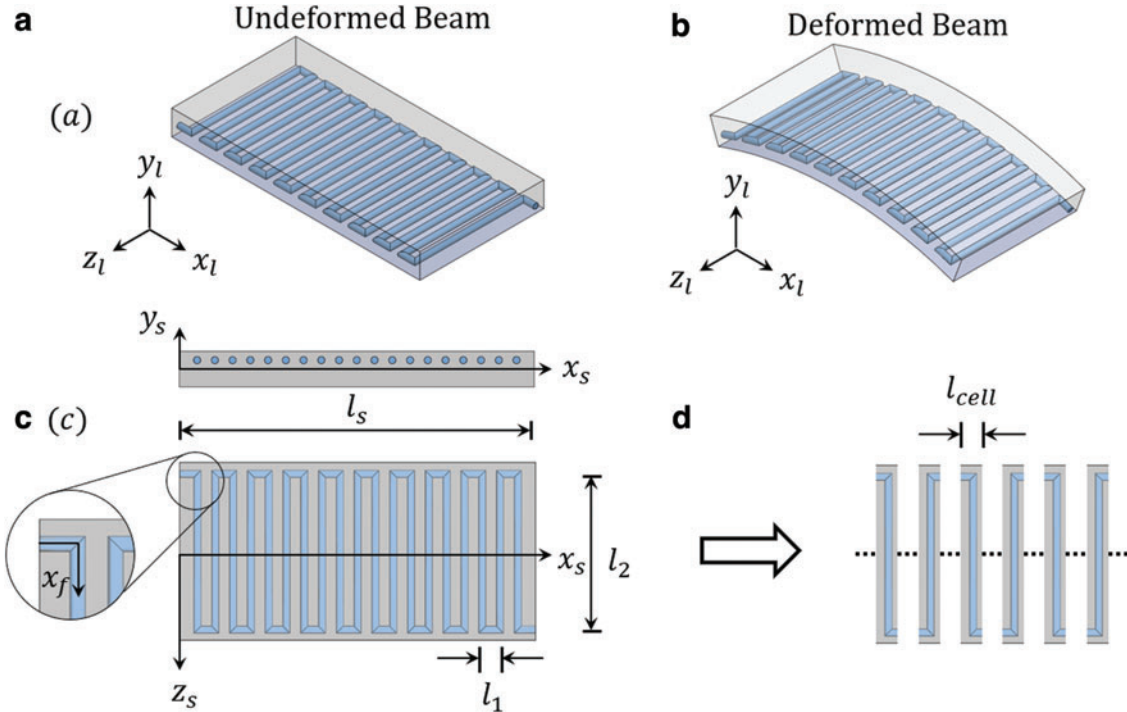 a Undeformed Beam
b Deformed Beam
(a)
y_l
z_l x_l
y_l
z_l x_l
y_s
x_s
c (c)
l_s
d
l_cell
x_f
x_s
l_2
z_s
l_1